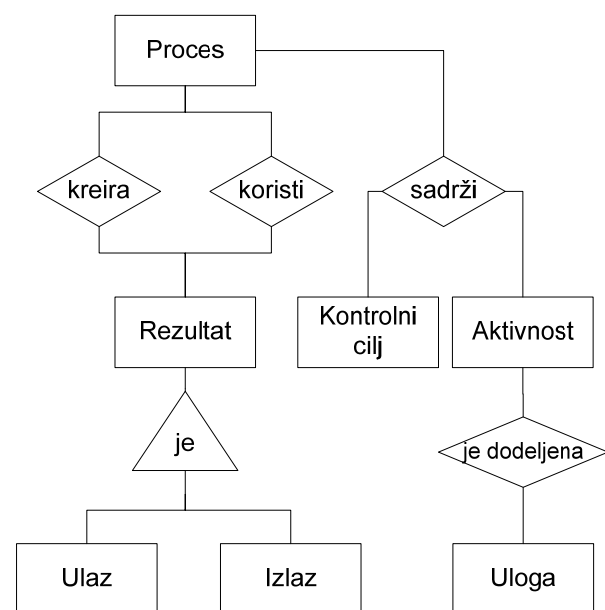 Proces
kreira
koristi
sadrži
Rezultat
Kontrolni
cilj
Aktivnost
je
je dodeljena
Ulaz
Izlaz
Uloga